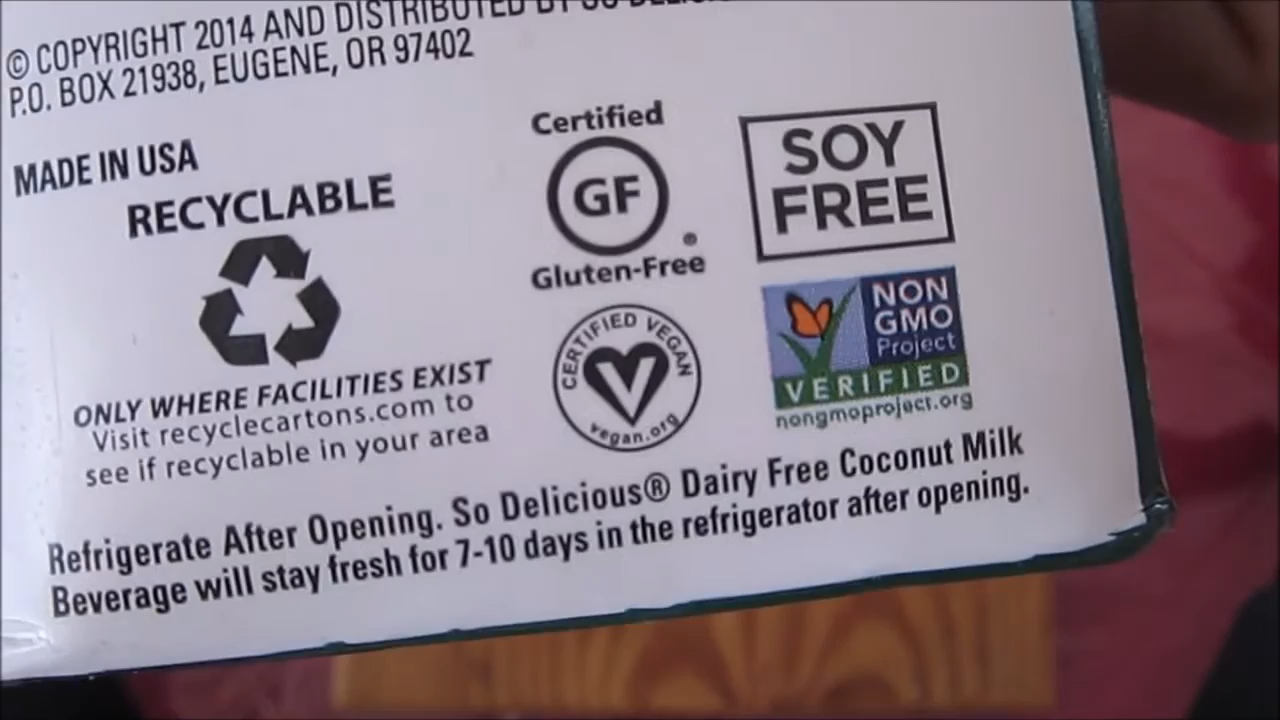 © COPYRIGHT 2014 AND DISTRIBUTED BY SO
P.O. BOX 21938, EUGENE, OR 97402
MADE IN USA
RECYCLABLE
ONLY WHERE FACILITIES EXIST
Visit recyclecartons.com to
see if recyclable in your area
Certified
GF
®
Gluten-Free
SOY
FREE
CERTIFIED VEGAN
V
vegan.org
NON
GMO
Project
VERIFIED
nongmoproject.org
Refrigerate After Opening. So Delicious® Dairy Free Coconut Milk
Beverage will stay fresh for 7-10 days in the refrigerator after opening.